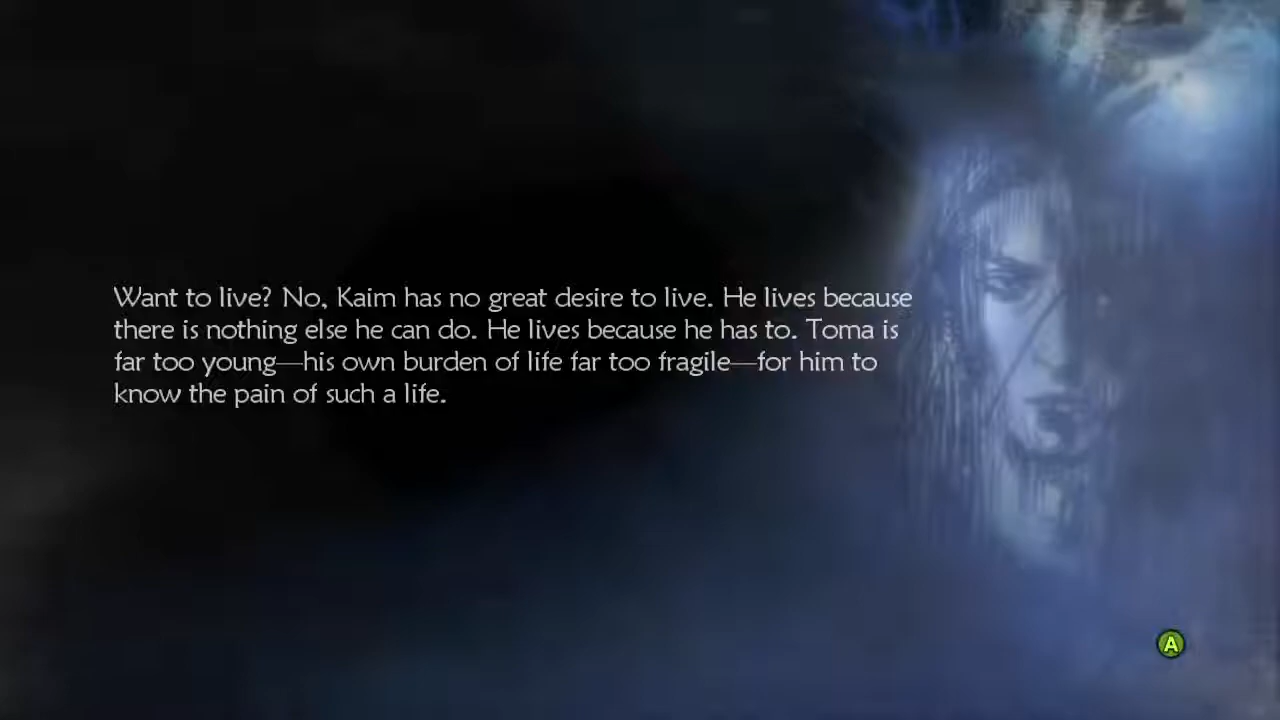 Want to live? No, Kaim has no great desire to live. He lives because
there is nothing else he can do. He lives because he has to. Toma is
far too young—his own burden of life far too fragile—for him to
know the pain of such a life.
A